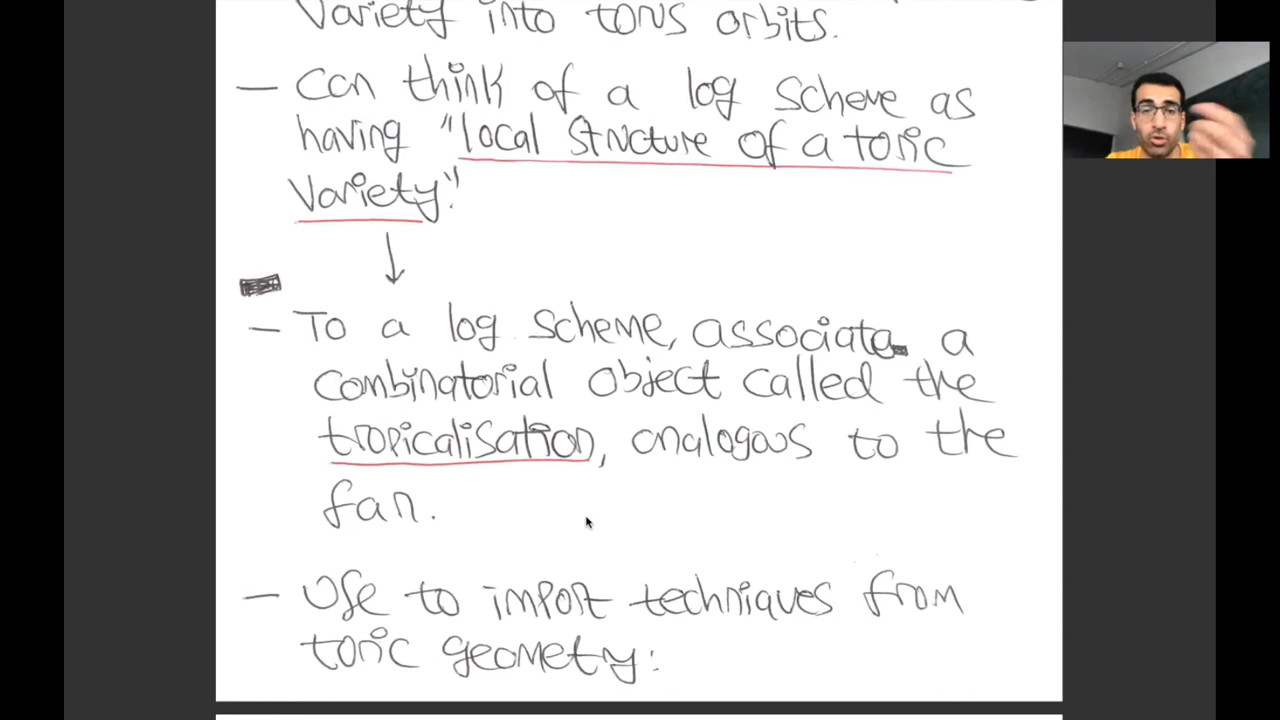 Variety into torus orbits.
— Can think of a log scheme as
having "local structure of a toric
variety".
— To a log scheme, associate a
combinatorial object called the
tropicalisation, analogous to the
fan.
— Use to import techniques from
toric geometry: